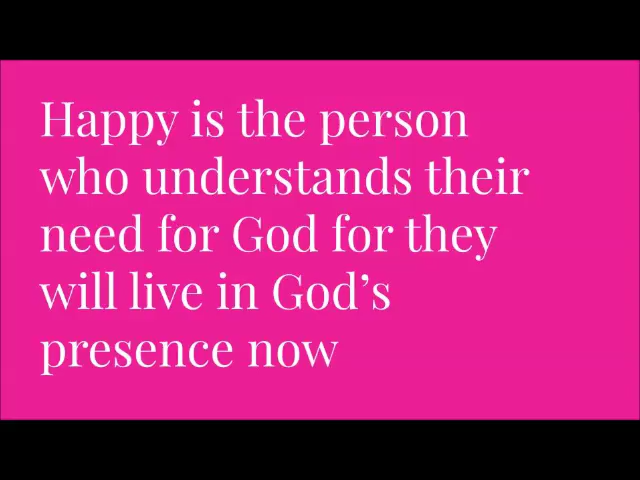 Happy is the person
who understands their
need for God for they
will live in God’s
presence now